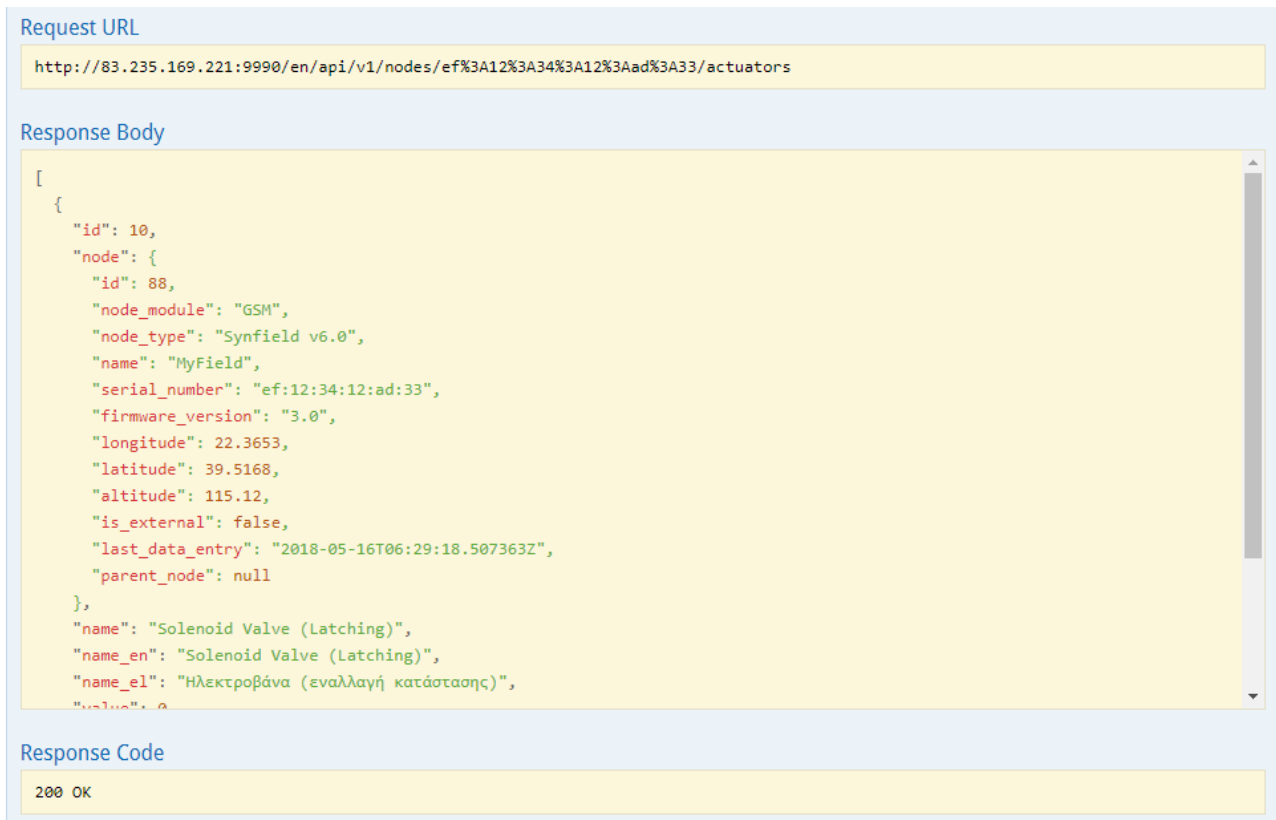 Request URL
http://83.235.169.221:9990/en/api/v1/nodes/ef%3A12%3A34%3A12%3Aad%3A33/actuators
Response Body
[
{
"id": 10,
"node": {
"id": 88,
"node_module": "GSM",
"node_type": "Synfield v6.0",
"name": "MyField",
"serial_number": "ef:12:34:12:ad:33",
"firmware_version": "3.0",
"longitude": 22.3653,
"latitude": 39.5168,
"altitude": 115.12,
"is_external": false,
"last_data_entry": "2018-05-16T06:29:18.507363Z",
"parent_node": null
},
"name": "Solenoid Valve (Latching)",
"name_en": "Solenoid Valve (Latching)",
"name_el": "Ηλεκτροβάνα (εναλλαγή κατάστασης)",
"value": 0
Response Code
200 OK